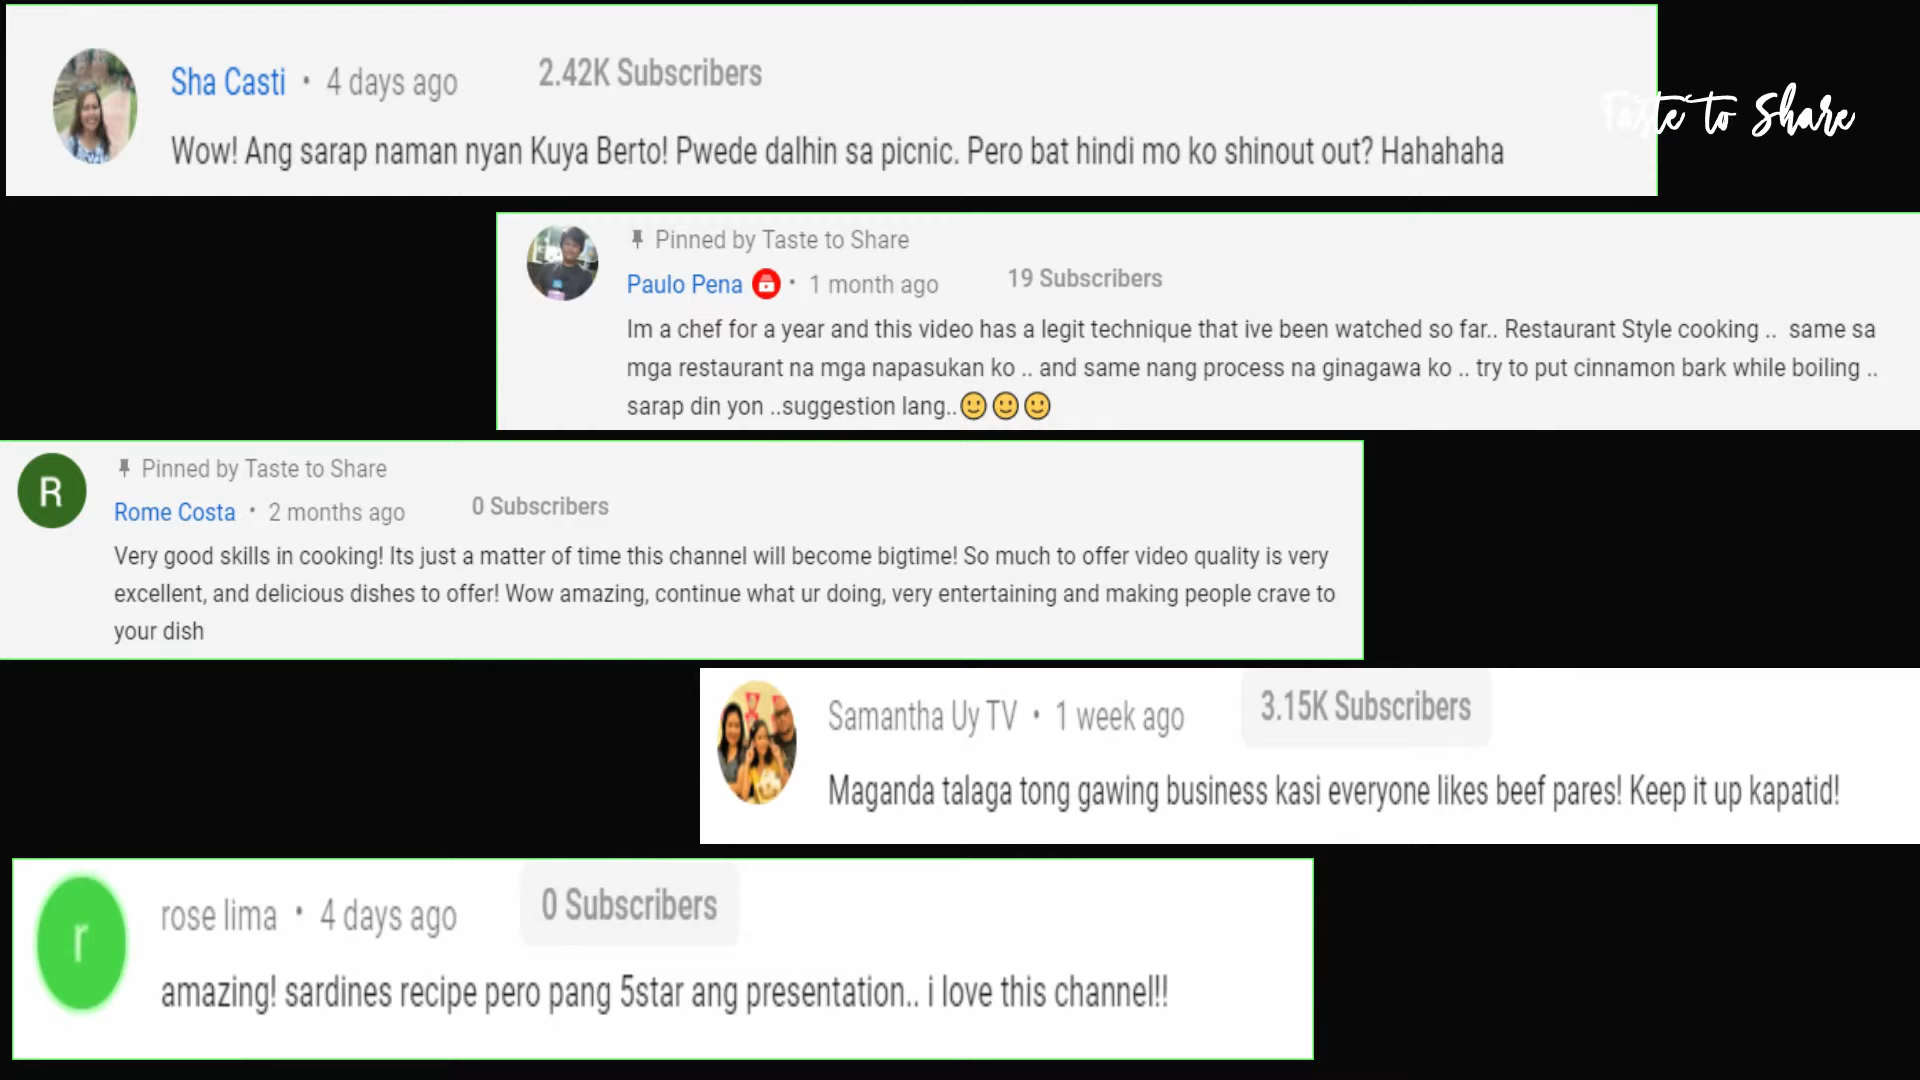 Sha Casti • 4 days ago 2.42K Subscribers
Taste to Share
Wow! Ang sarap naman nyan Kuya Berto! Pwede dalhin sa picnic. Pero bat hindi mo ko shinout out? Hahahaha
Pinned by Taste to Share
Paulo Pena • 1 month ago 19 Subscribers
Im a chef for a year and this video has a legit technique that ive been watched so far.. Restaurant Style cooking .. same sa
mga restaurant na mga napasukan ko .. and same nang process na ginagawa ko .. try to put cinnamon bark while boiling ..
sarap din yon ..suggestion lang..🙂🙂🙂
R
Pinned by Taste to Share
Rome Costa • 2 months ago 0 Subscribers
Very good skills in cooking! Its just a matter of time this channel will become bigtime! So much to offer video quality is very
excellent, and delicious dishes to offer! Wow amazing, continue what ur doing, very entertaining and making people crave to
your dish
Samantha Uy TV • 1 week ago 3.15K Subscribers
Maganda talaga tong gawing business kasi everyone likes beef pares! Keep it up kapatid!
r
rose lima • 4 days ago 0 Subscribers
amazing! sardines recipe pero pang 5star ang presentation.. i love this channel!!